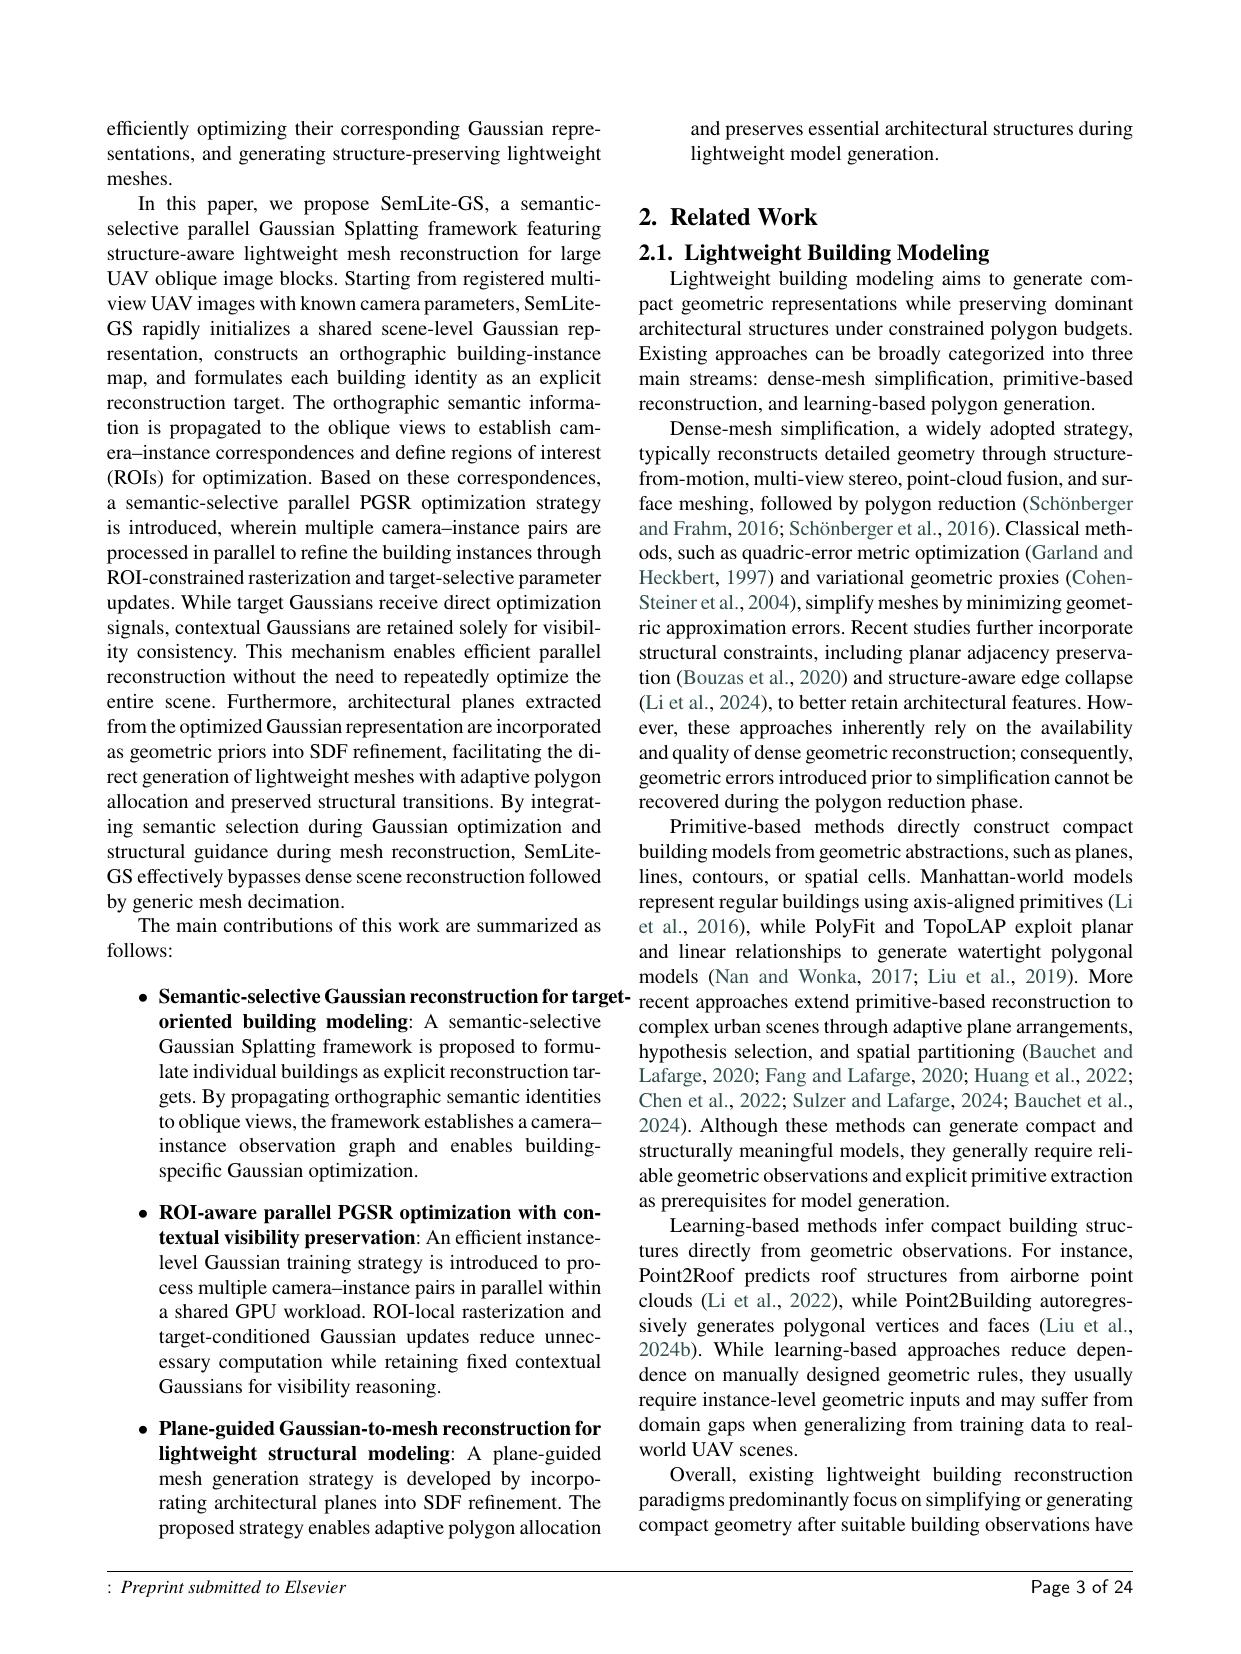 efficiently optimizing their corresponding Gaussian repre-
sentations, and generating structure-preserving lightweight
meshes.
In this paper, we propose SemLite-GS, a semantic-
selective parallel Gaussian Splatting framework featuring
structure-aware lightweight mesh reconstruction for large
UAV oblique image blocks. Starting from registered multi-
view UAV images with known camera parameters, SemLite-
GS rapidly initializes a shared scene-level Gaussian rep-
resentation, constructs an orthographic building-instance
map, and formulates each building identity as an explicit
reconstruction target. The orthographic semantic informa-
tion is propagated to the oblique views to establish cam-
era–instance correspondences and define regions of interest
(ROIs) for optimization. Based on these correspondences,
a semantic-selective parallel PGSR optimization strategy
is introduced, wherein multiple camera–instance pairs are
processed in parallel to refine the building instances through
ROI-constrained rasterization and target-selective parameter
updates. While target Gaussians receive direct optimization
signals, contextual Gaussians are retained solely for visibil-
ity consistency. This mechanism enables efficient parallel
reconstruction without the need to repeatedly optimize the
entire scene. Furthermore, architectural planes extracted
from the optimized Gaussian representation are incorporated
as geometric priors into SDF refinement, facilitating the di-
rect generation of lightweight meshes with adaptive polygon
allocation and preserved structural transitions. By integrat-
ing semantic selection during Gaussian optimization and
structural guidance during mesh reconstruction, SemLite-
GS effectively bypasses dense scene reconstruction followed
by generic mesh decimation.
The main contributions of this work are summarized as
follows:
• Semantic-selective Gaussian reconstruction for target-
oriented building modeling: A semantic-selective
Gaussian Splatting framework is proposed to formu-
late individual buildings as explicit reconstruction tar-
gets. By propagating orthographic semantic identities
to oblique views, the framework establishes a camera–
instance observation graph and enables building-
specific Gaussian optimization.
• ROI-aware parallel PGSR optimization with con-
textual visibility preservation: An efficient instance-
level Gaussian training strategy is introduced to pro-
cess multiple camera–instance pairs in parallel within
a shared GPU workload. ROI-local rasterization and
target-conditioned Gaussian updates reduce unnec-
essary computation while retaining fixed contextual
Gaussians for visibility reasoning.
• Plane-guided Gaussian-to-mesh reconstruction for
lightweight structural modeling: A plane-guided
mesh generation strategy is developed by incorpo-
rating architectural planes into SDF refinement. The
proposed strategy enables adaptive polygon allocation
and preserves essential architectural structures during
lightweight model generation.
2. Related Work
2.1. Lightweight Building Modeling
Lightweight building modeling aims to generate com-
pact geometric representations while preserving dominant
architectural structures under constrained polygon budgets.
Existing approaches can be broadly categorized into three
main streams: dense-mesh simplification, primitive-based
reconstruction, and learning-based polygon generation.
Dense-mesh simplification, a widely adopted strategy,
typically reconstructs detailed geometry through structure-
from-motion, multi-view stereo, point-cloud fusion, and sur-
face meshing, followed by polygon reduction (Schönberger
and Frahm, 2016; Schönberger et al., 2016). Classical meth-
ods, such as quadric-error metric optimization (Garland and
Heckbert, 1997) and variational geometric proxies (Cohen-
Steiner et al., 2004), simplify meshes by minimizing geomet-
ric approximation errors. Recent studies further incorporate
structural constraints, including planar adjacency preserva-
tion (Bouzas et al., 2020) and structure-aware edge collapse
(Li et al., 2024), to better retain architectural features. How-
ever, these approaches inherently rely on the availability
and quality of dense geometric reconstruction; consequently,
geometric errors introduced prior to simplification cannot be
recovered during the polygon reduction phase.
Primitive-based methods directly construct compact
building models from geometric abstractions, such as planes,
lines, contours, or spatial cells. Manhattan-world models
represent regular buildings using axis-aligned primitives (Li
et al., 2016), while PolyFit and TopoLAP exploit planar
and linear relationships to generate watertight polygonal
models (Nan and Wonka, 2017; Liu et al., 2019). More
recent approaches extend primitive-based reconstruction to
complex urban scenes through adaptive plane arrangements,
hypothesis selection, and spatial partitioning (Bauchet and
Lafarge, 2020; Fang and Lafarge, 2020; Huang et al., 2022;
Chen et al., 2022; Sulzer and Lafarge, 2024; Bauchet et al.,
2024). Although these methods can generate compact and
structurally meaningful models, they generally require reli-
able geometric observations and explicit primitive extraction
as prerequisites for model generation.
Learning-based methods infer compact building struc-
tures directly from geometric observations. For instance,
Point2Roof predicts roof structures from airborne point
clouds (Li et al., 2022), while Point2Building autoregres-
sively generates polygonal vertices and faces (Liu et al.,
2024b). While learning-based approaches reduce depen-
dence on manually designed geometric rules, they usually
require instance-level geometric inputs and may suffer from
domain gaps when generalizing from training data to real-
world UAV scenes.
Overall, existing lightweight building reconstruction
paradigms predominantly focus on simplifying or generating
compact geometry after suitable building observations have
: Preprint submitted to Elsevier
Page 3 of 24